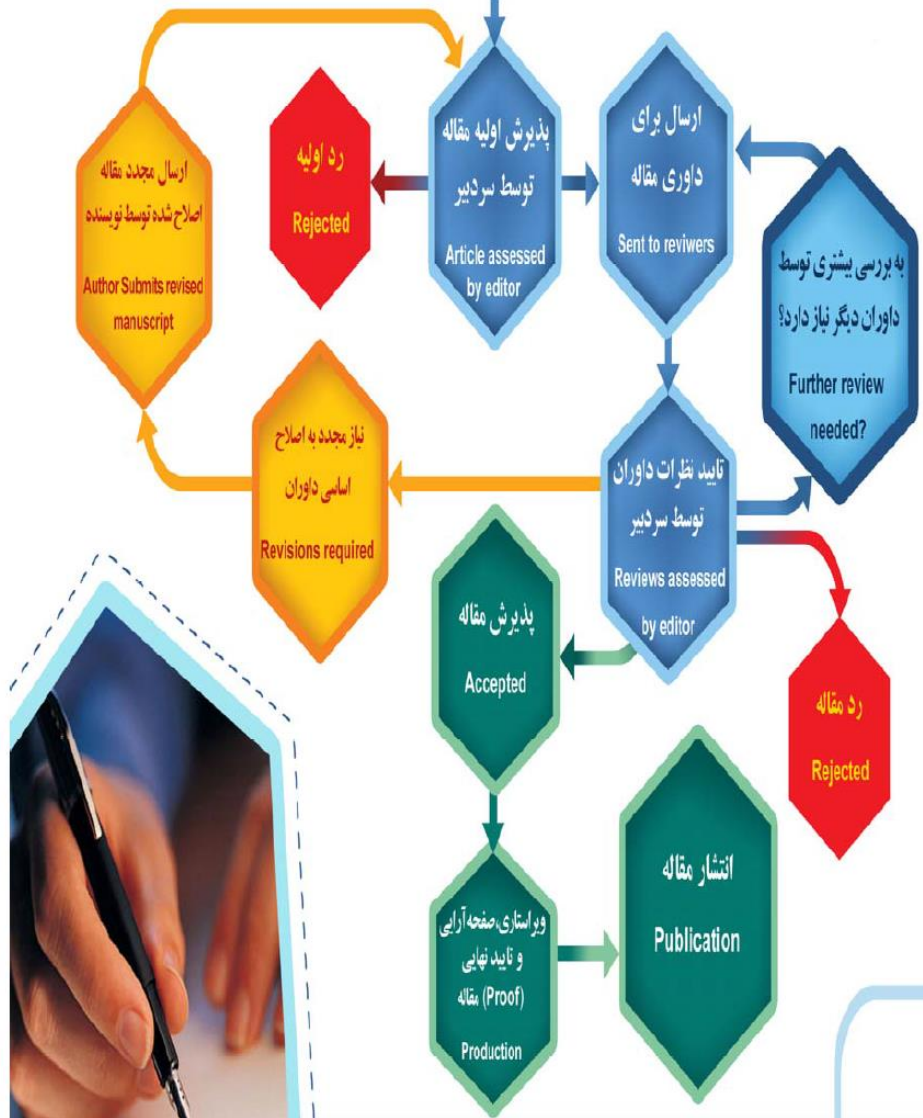 پذیرش اولیه مقاله
توسط سردبیر
Article assessed
by editor
ارسال برای
داوری مقاله
Sent to reviwers
رد اولیه
Rejected
ارسال مجدد مقاله
اصلاح شده توسط نویسنده
Author Submits revised
manuscript
به بررسی بیشتری توسط
داوران دیگر نیاز دارد؟
Further review
needed?
نیاز مجدد به اصلاح
اساسی داوران
Revisions required
تایید نظرات داوران
توسط سردبیر
Reviews assessed
by editor
پذیرش مقاله
Accepted
رد مقاله
Rejected
ویراستاری،صفحه‌آرایی
و تایید نهایی
مقاله (Proof)
Production
انتشار مقاله
Publication